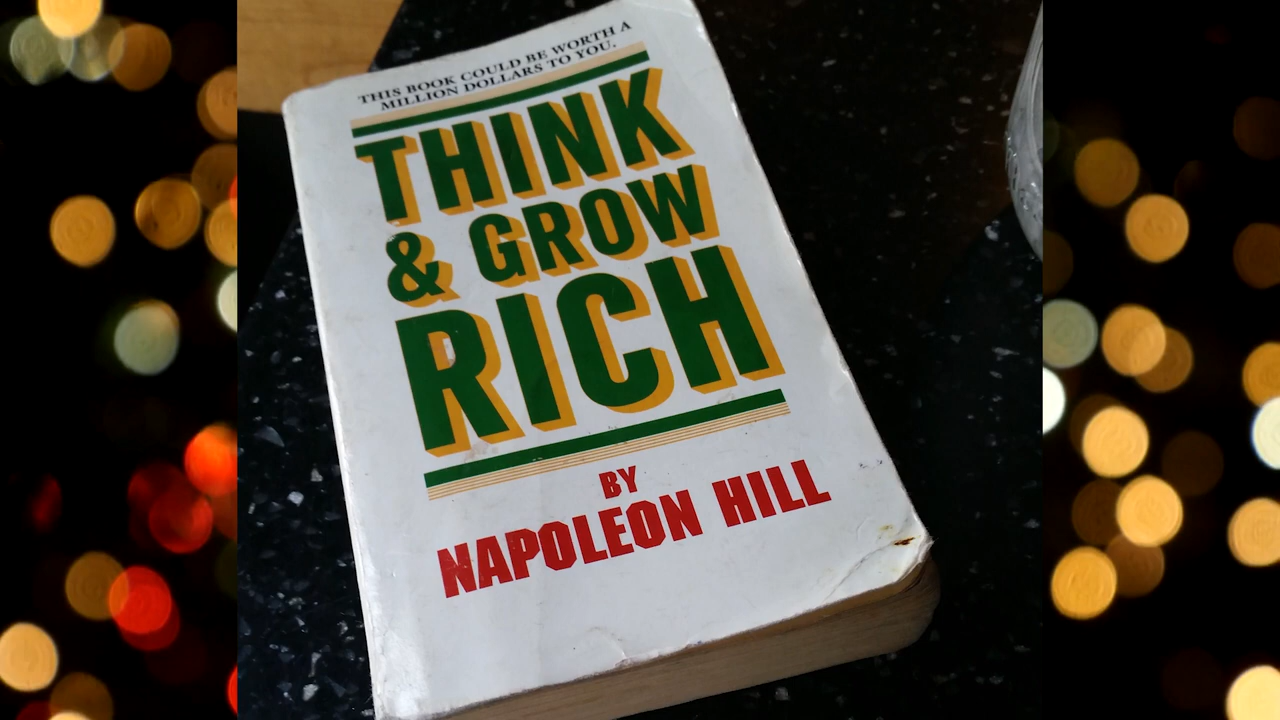 THIS BOOK COULD BE WORTH A
MILLION DOLLARS TO YOU.
THINK
& GROW
RICH
BY
NAPOLEON HILL